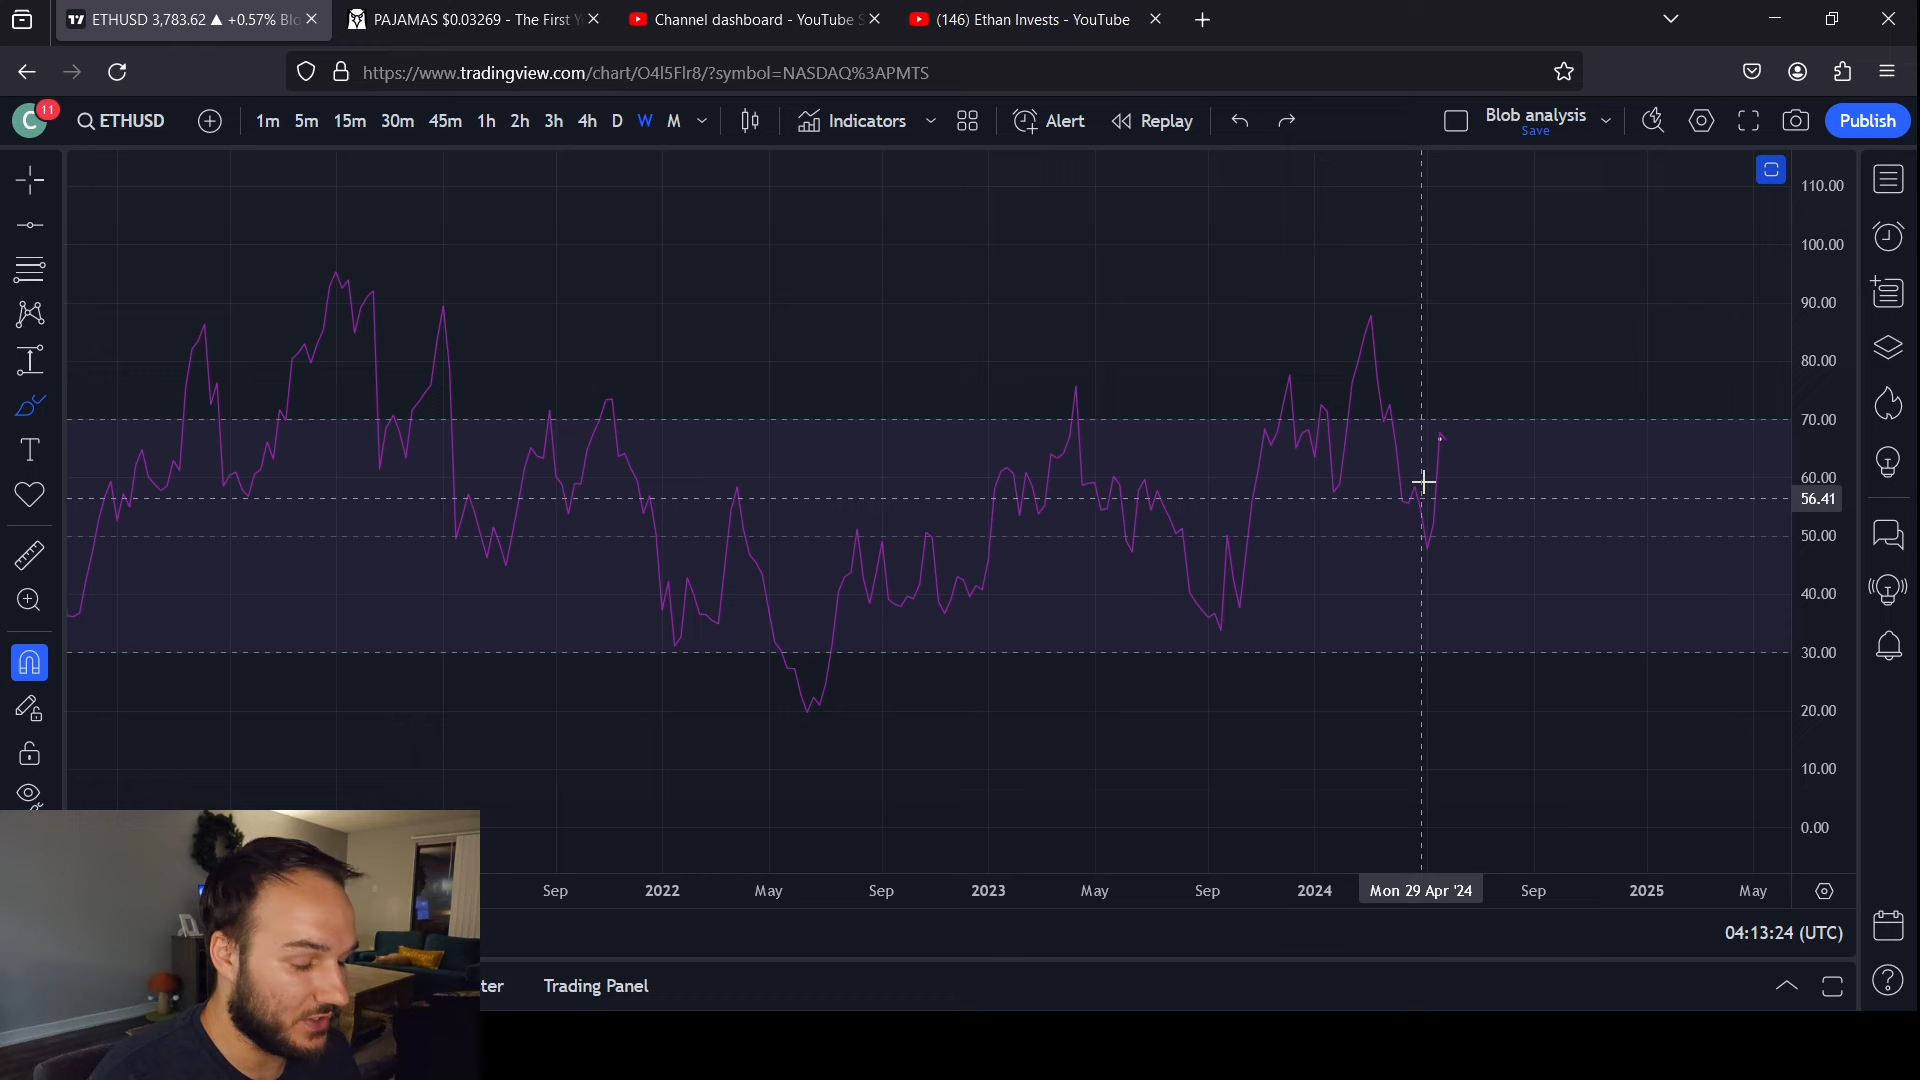 ETHUSD 3,783.62 ▲ +0.57% Blo
PAJAMAS $0.03269 - The First Y
Channel dashboard - YouTube S
(146) Ethan Invests - YouTube
https://www.tradingview.com/chart/O4l5Flr8/?symbol=NASDAQ%3APMTS
C 11
ETHUSD
1m 5m 15m 30m 45m 1h 2h 3h 4h D W M
Indicators
Alert
Replay
Blob analysis
Save
Publish
110.00
100.00
90.00
80.00
70.00
60.00
56.41
50.00
40.00
30.00
20.00
10.00
0.00
Sep 2022 May Sep 2023 May Sep 2024 Mon 29 Apr '24 Sep 2025 May
04:13:24 (UTC)
ter
Trading Panel